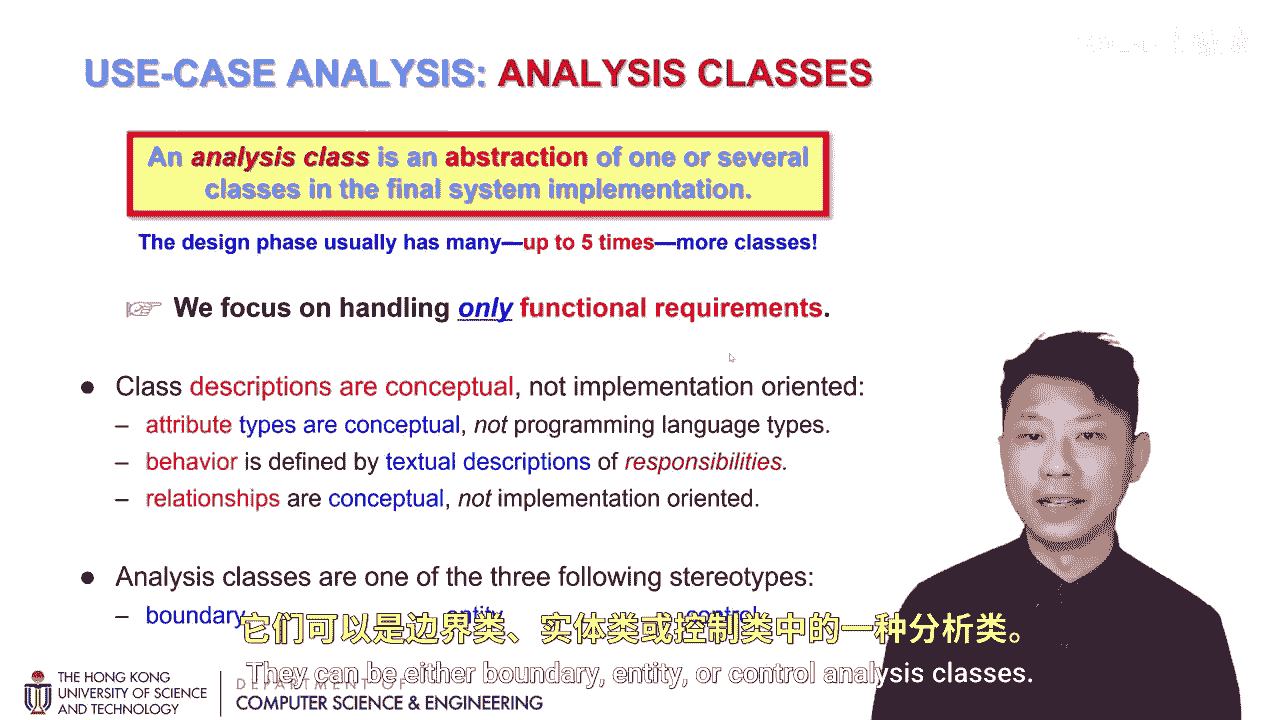 USE-CASE ANALYSIS: ANALYSIS CLASSES
An analysis class is an abstraction of one or several
classes in the final system implementation.
The design phase usually has many—up to 5 times—more classes!
☞ We focus on handling only functional requirements.
● Class descriptions are conceptual, not implementation oriented:
– attribute types are conceptual, not programming language types.
– behavior is defined by textual descriptions of responsibilities.
– relationships are conceptual, not implementation oriented.
● Analysis classes are one of the three following stereotypes:
– boundary entity control
它们可以是边界类、实体类或控制类中的一种分析类。
They can be either boundary, entity, or control analysis classes.
THE HONG KONG
UNIVERSITY OF SCIENCE
AND TECHNOLOGY
DEPARTMENT OF
COMPUTER SCIENCE & ENGINEERING